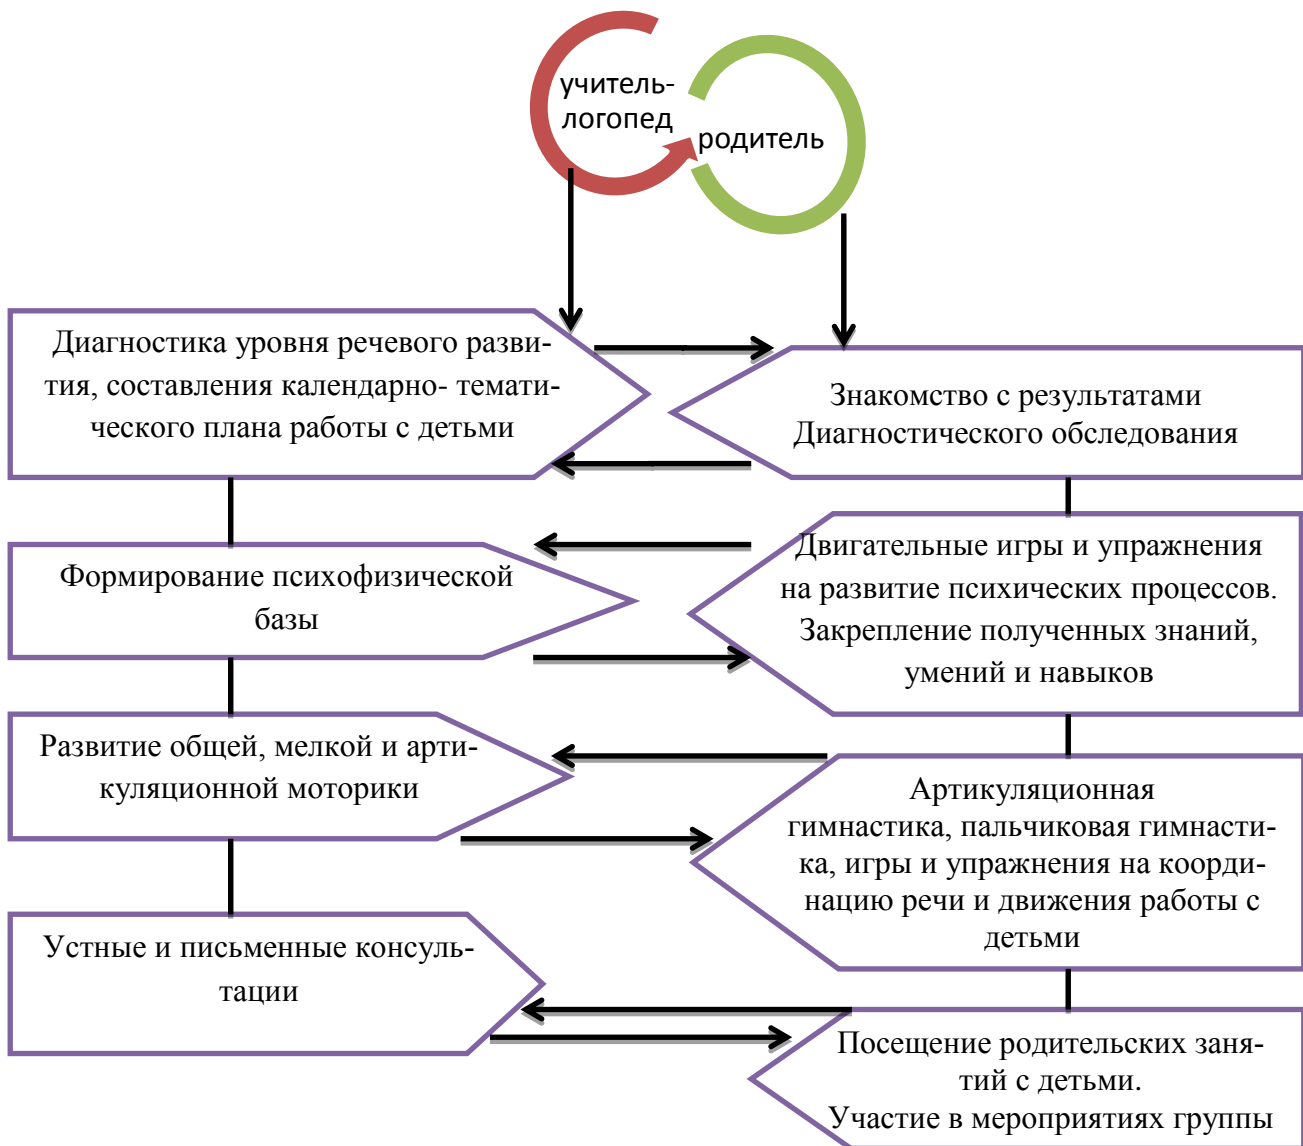 учитель-
логопед
родитель
Диагностика уровня речевого разви-
тия, составления календарно- темати-
ческого плана работы с детьми
Знакомство с результатами
Диагностического обследования
Формирование психофизической
базы
Двигательные игры и упражнения
на развитие психических процессов.
Закрепление полученных знаний,
умений и навыков
Развитие общей, мелкой и арти-
куляционной моторики
Артикуляционная
гимнастика, пальчиковая гимнасти-
ка, игры и упражнения на коорди-
нацию речи и движения работы с
детьми
Устные и письменные консуль-
тации
Посещение родительских заня-
тий с детьми.
Участие в мероприятиях группы